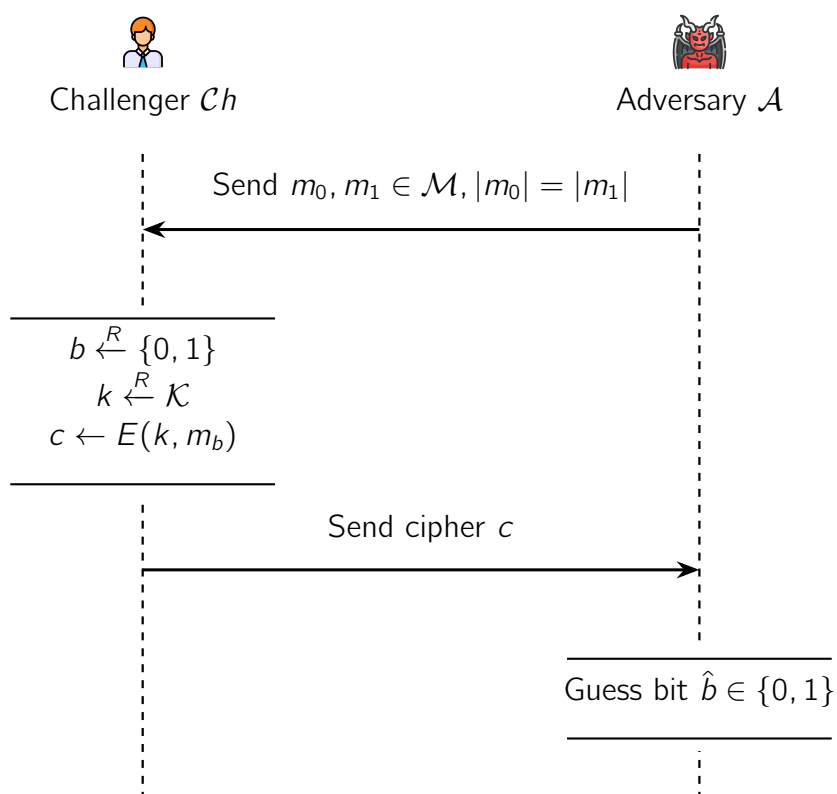 Challenger 𝒞h
Adversary 𝒜
Send m₀, m₁ ∈ ℳ, |m₀| = |m₁|
b ←ᴿ {0, 1}
k ←ᴿ 𝒦
c ← E(k, m_b)
Send cipher c
Guess bit b̂ ∈ {0, 1}